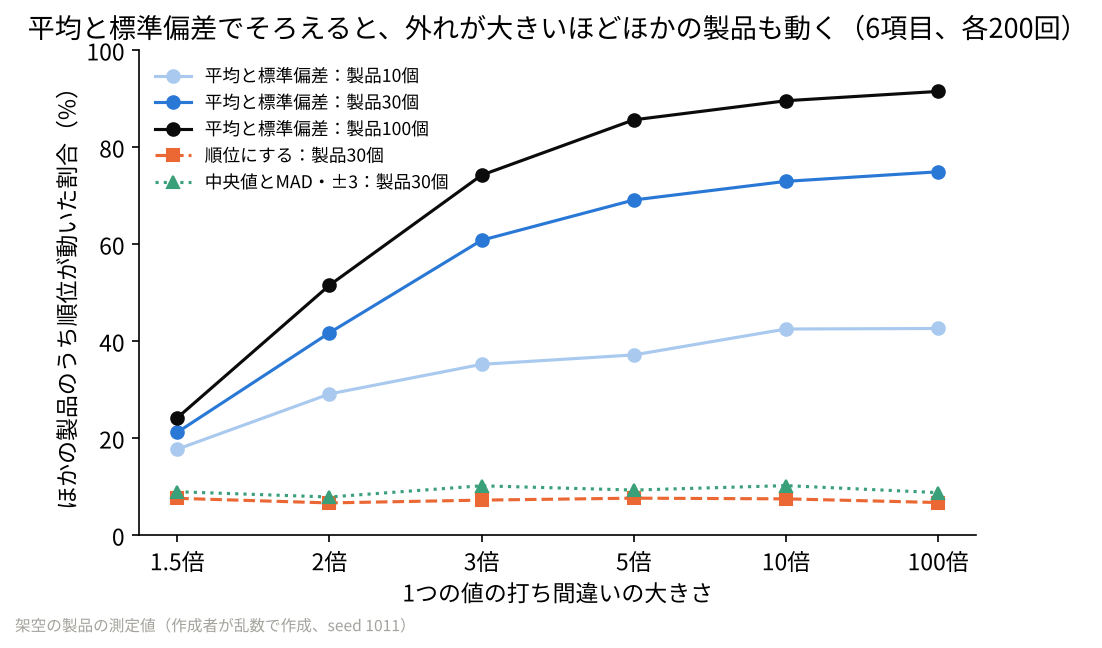 平均と標準偏差でそろえると、外れが大きいほどほかの製品も動く（6項目、各200回）
ほかの製品のうち順位が動いた割合（%）
100
80
60
40
20
0
平均と標準偏差：製品10個
平均と標準偏差：製品30個
平均と標準偏差：製品100個
順位にする：製品30個
中央値とMAD・±3：製品30個
1.5倍
2倍
3倍
5倍
10倍
100倍
1つの値の打ち間違いの大きさ
架空の製品の測定値（作成者が乱数で作成、seed 1011）